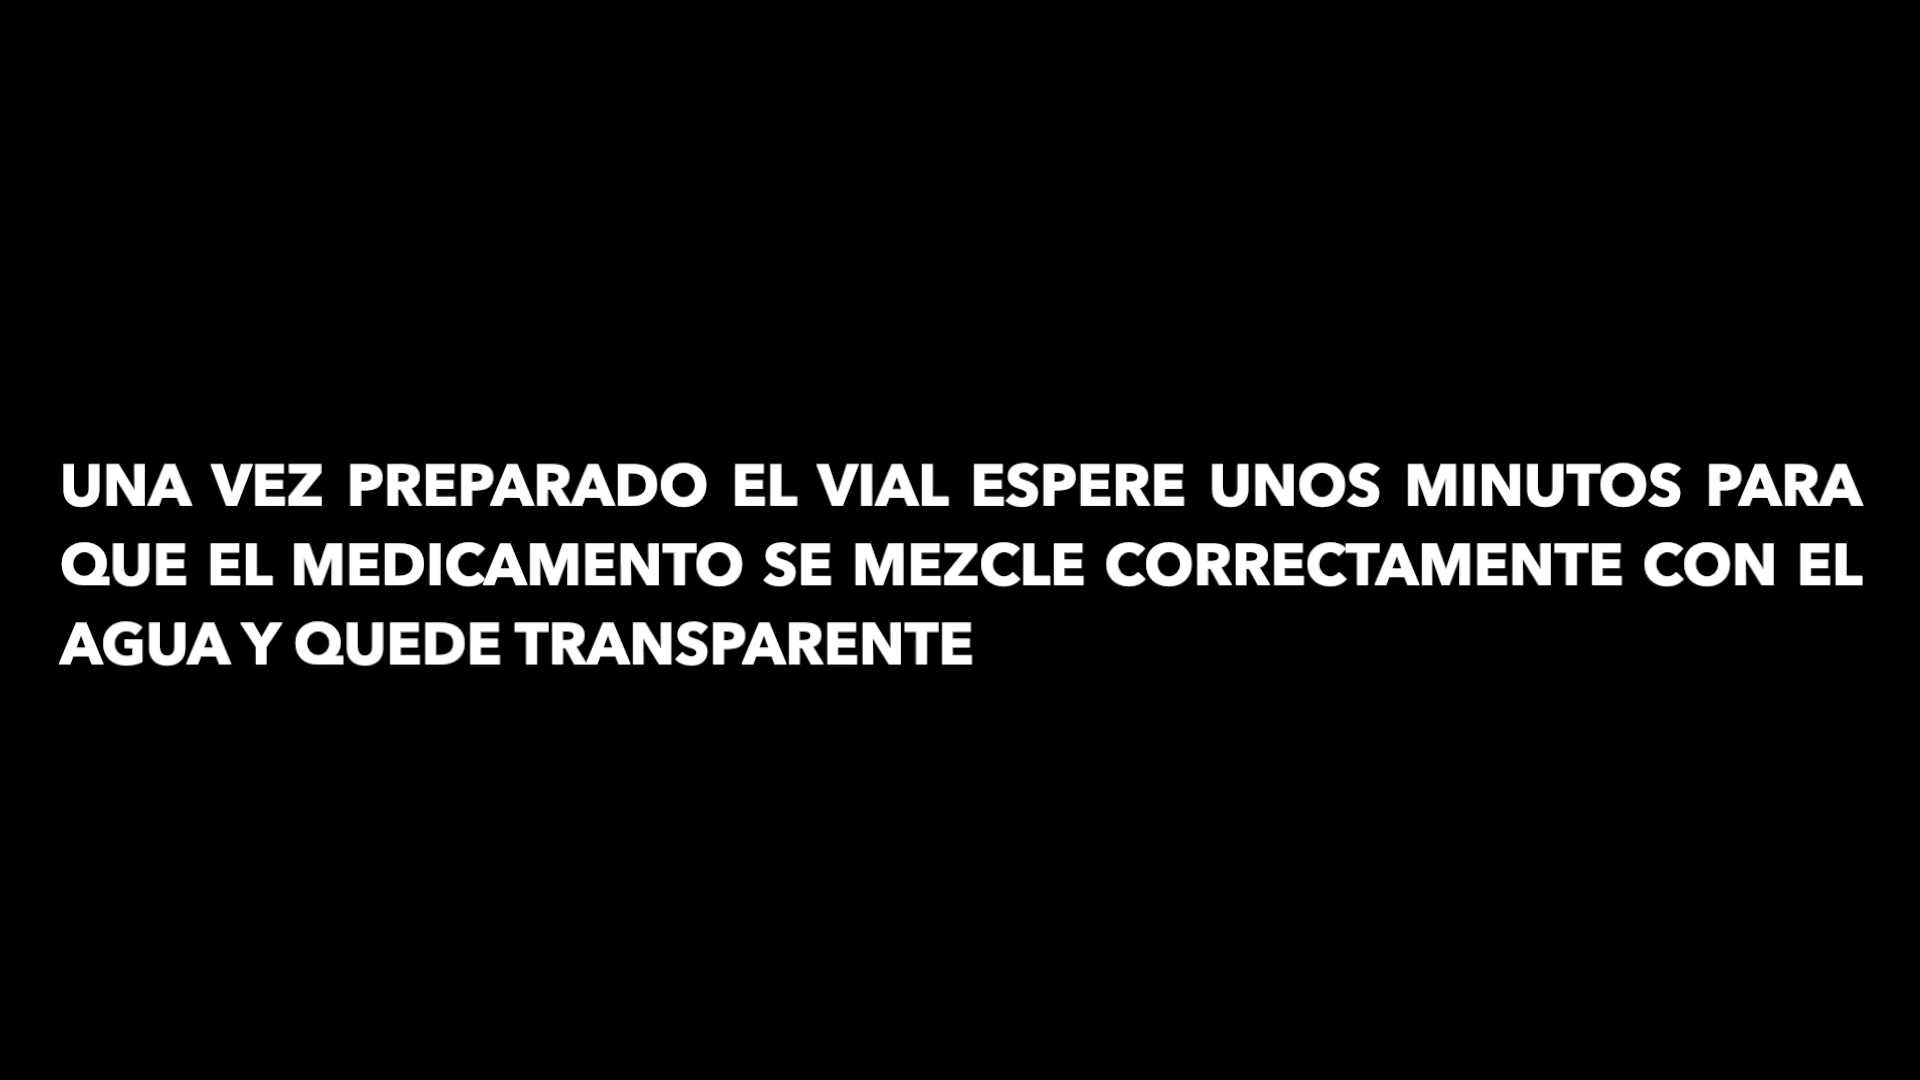 UNA VEZ PREPARADO EL VIAL ESPERE UNOS MINUTOS PARA
QUE EL MEDICAMENTO SE MEZCLE CORRECTAMENTE CON EL
AGUA Y QUEDE TRANSPARENTE